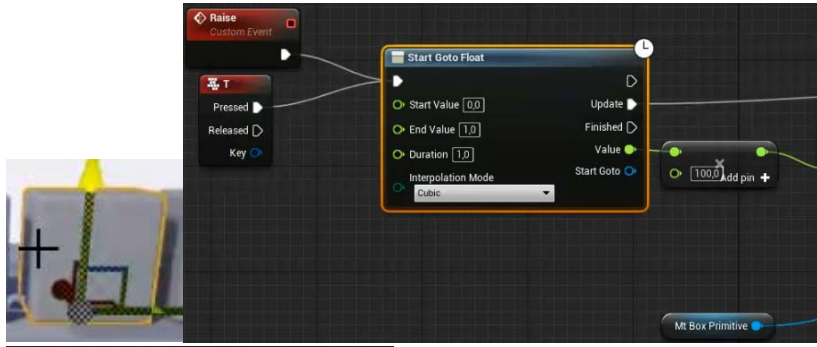 Raise
Custom Event
T
Pressed
Released
Key
Start Goto Float
Start Value 0,0
End Value 1,0
Duration 1,0
Interpolation Mode
Cubic
Update
Finished
Value
Start Goto
100,0
Add pin +
Mt Box Primitive